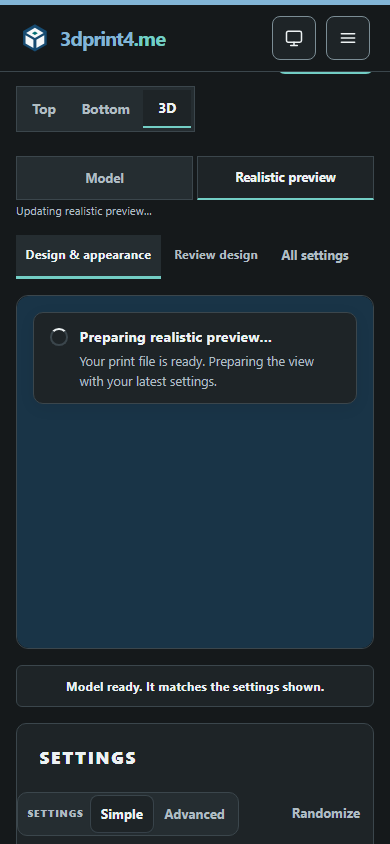 3dprint4.me
Top Bottom 3D
Model Realistic preview
Updating realistic preview...
Design & appearance Review design All settings
Preparing realistic preview...
Your print file is ready. Preparing the view
with your latest settings.
Model ready. It matches the settings shown.
SETTINGS
SETTINGS Simple Advanced Randomize